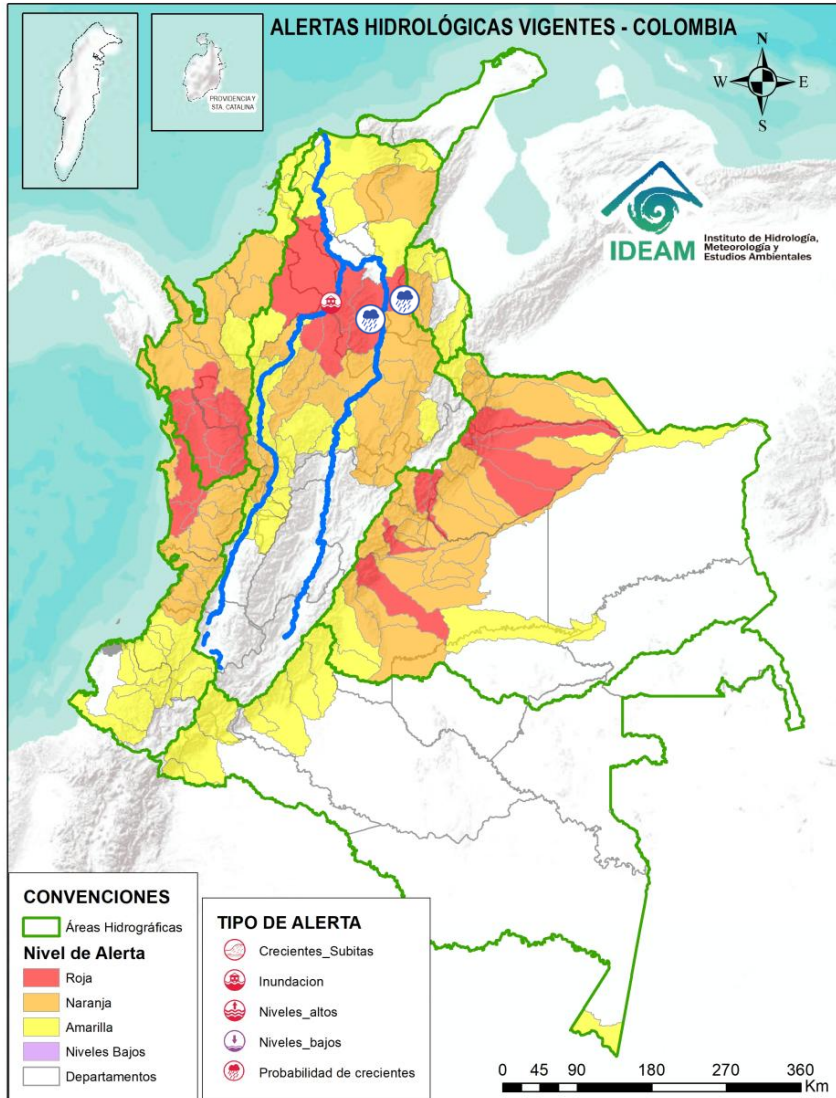 ALERTAS HIDROLÓGICAS VIGENTES - COLOMBIA
PROVIDENCIA Y
STA. CATALINA
N
W
E
S
IDEAM
Instituto de Hidrología,
Meteorología y
Estudios Ambientales
CONVENCIONES
Áreas Hidrográficas
Nivel de Alerta
Roja
Naranja
Amarilla
Niveles Bajos
Departamentos
TIPO DE ALERTA
Crecientes_Subitas
Inundacion
Niveles_altos
Niveles_bajos
Probabilidad de crecientes
0 45 90 180 270 360
Km